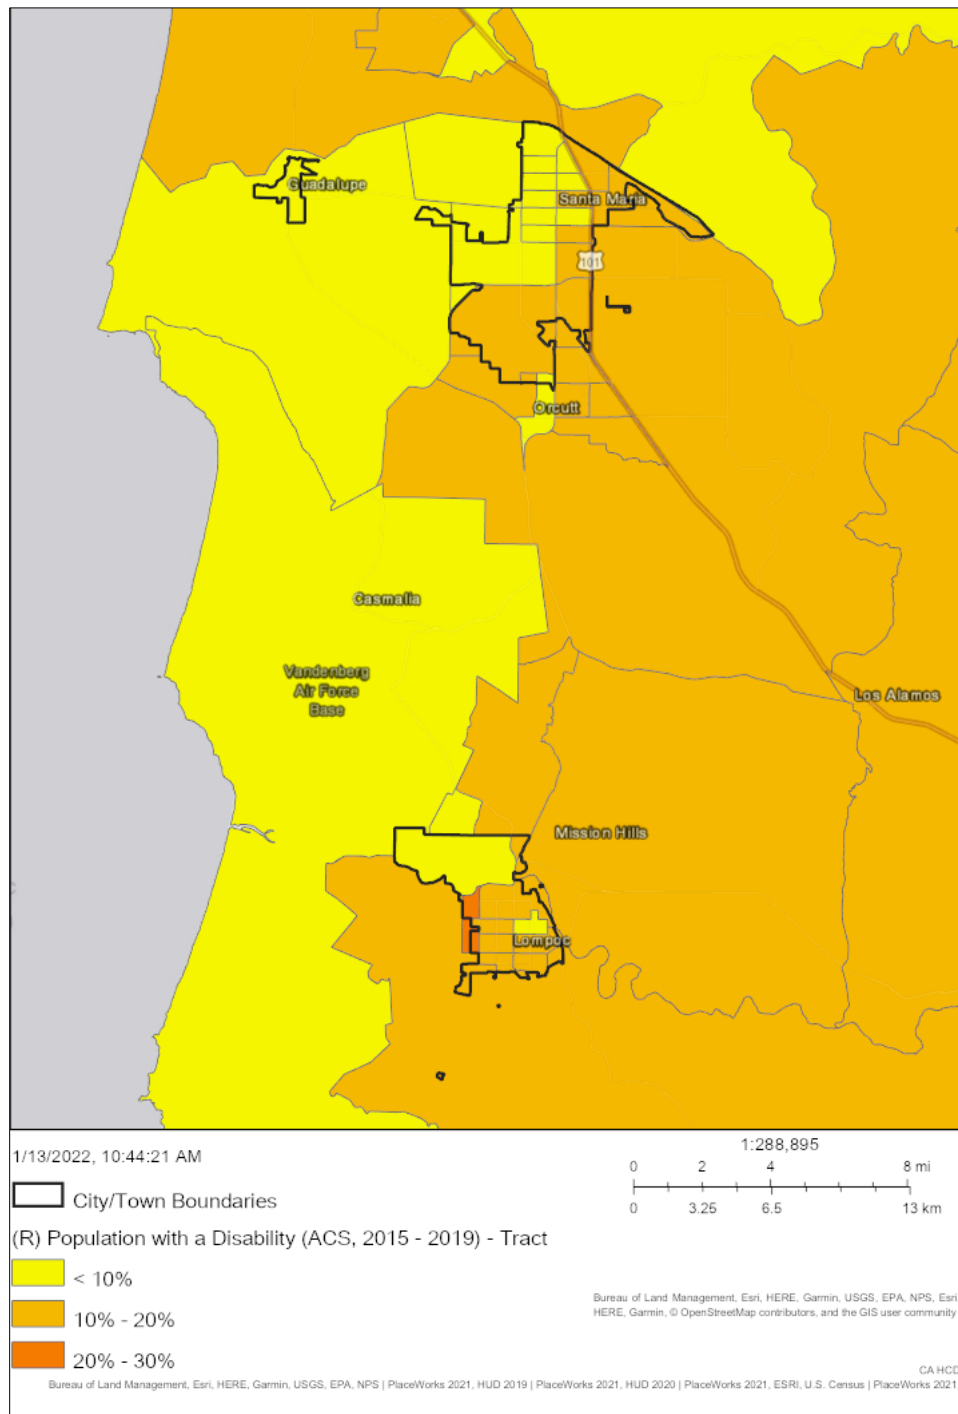 Guadalupe
Santa Maria
101
Orcutt
Casmalia
Vandenberg
Air Force
Base
Los Alamos
Mission Hills
Lompoc
1/13/2022, 10:44:21 AM
City/Town Boundaries
(R) Population with a Disability (ACS, 2015 - 2019) - Tract
< 10%
10% - 20%
20% - 30%
1:288,895
0 2 4 8 mi
0 3.25 6.5 13 km
Bureau of Land Management, Esri, HERE, Garmin, USGS, EPA, NPS, Esri,
HERE, Garmin, © OpenStreetMap contributors, and the GIS user community
CA HCD
Bureau of Land Management, Esri, HERE, Garmin, USGS, EPA, NPS | PlaceWorks 2021, HUD 2019 | PlaceWorks 2021, HUD 2020 | PlaceWorks 2021, ESRI, U.S. Census | PlaceWorks 2021